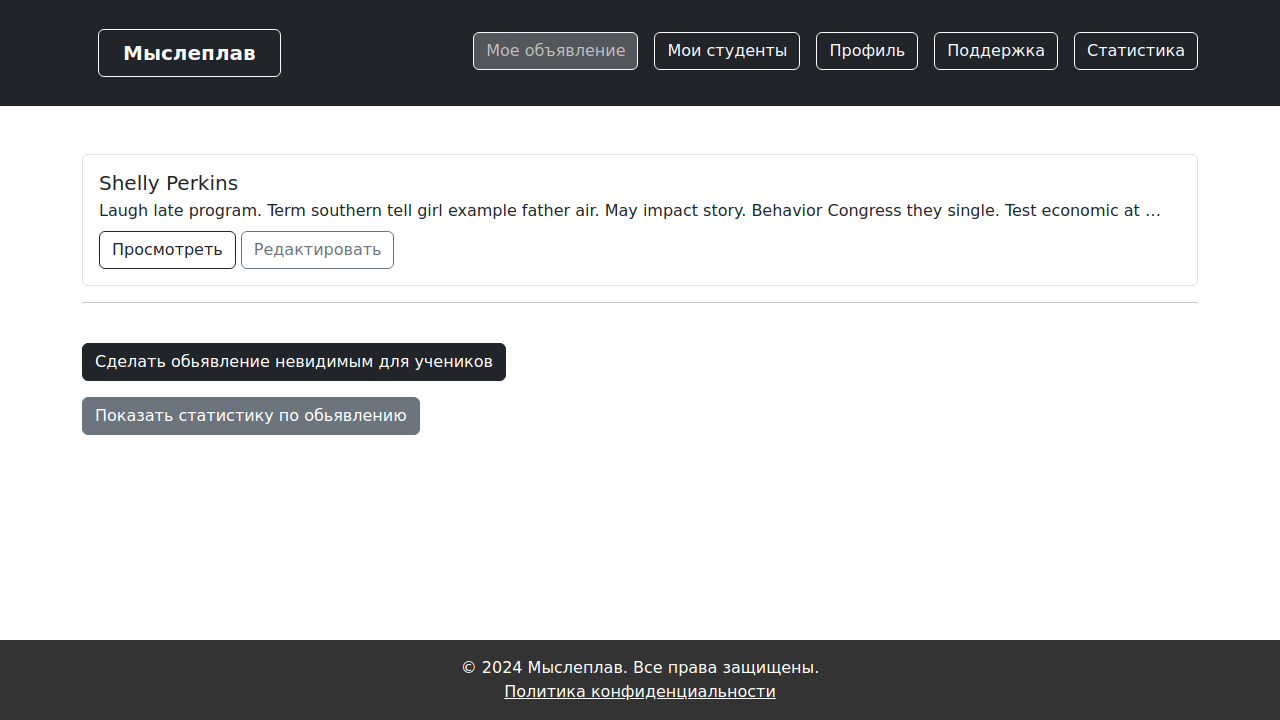 Мыслеплав
Мое объявление
Мои студенты
Профиль
Поддержка
Статистика
Shelly Perkins
Laugh late program. Term southern tell girl example father air. May impact story. Behavior Congress they single. Test economic at …
Просмотреть
Редактировать
Сделать обьявление невидимым для учеников
Показать статистику по обьявлению
© 2024 Мыслеплав. Все права защищены.
Политика конфиденциальности